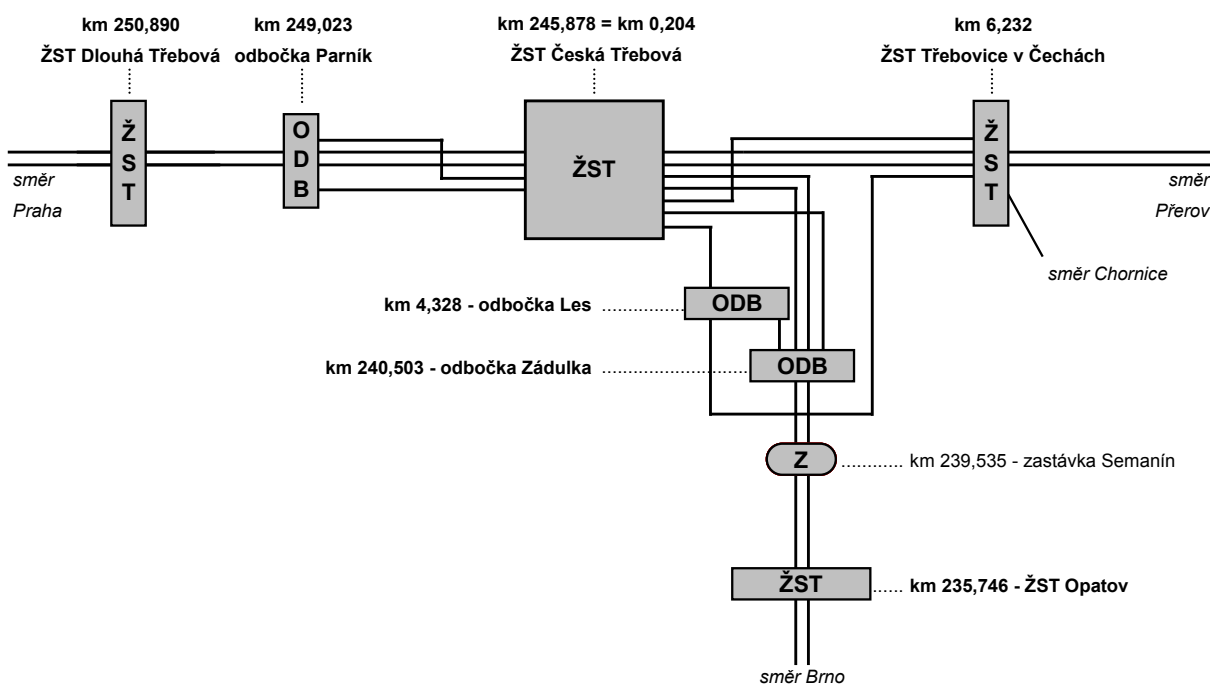 km 250,890
ŽST Dlouhá Třebová
km 249,023
odbočka Parník
km 245,878 = km 0,204
ŽST Česká Třebová
km 6,232
ŽST Třebovice v Čechách
Ž
S
T
O
D
B
ŽST
Ž
S
T
směr
Praha
směr
Přerov
směr Chornice
km 4,328 - odbočka Les
ODB
km 240,503 - odbočka Zádulka
ODB
Z
km 239,535 - zastávka Semanín
ŽST
km 235,746 - ŽST Opatov
směr Brno